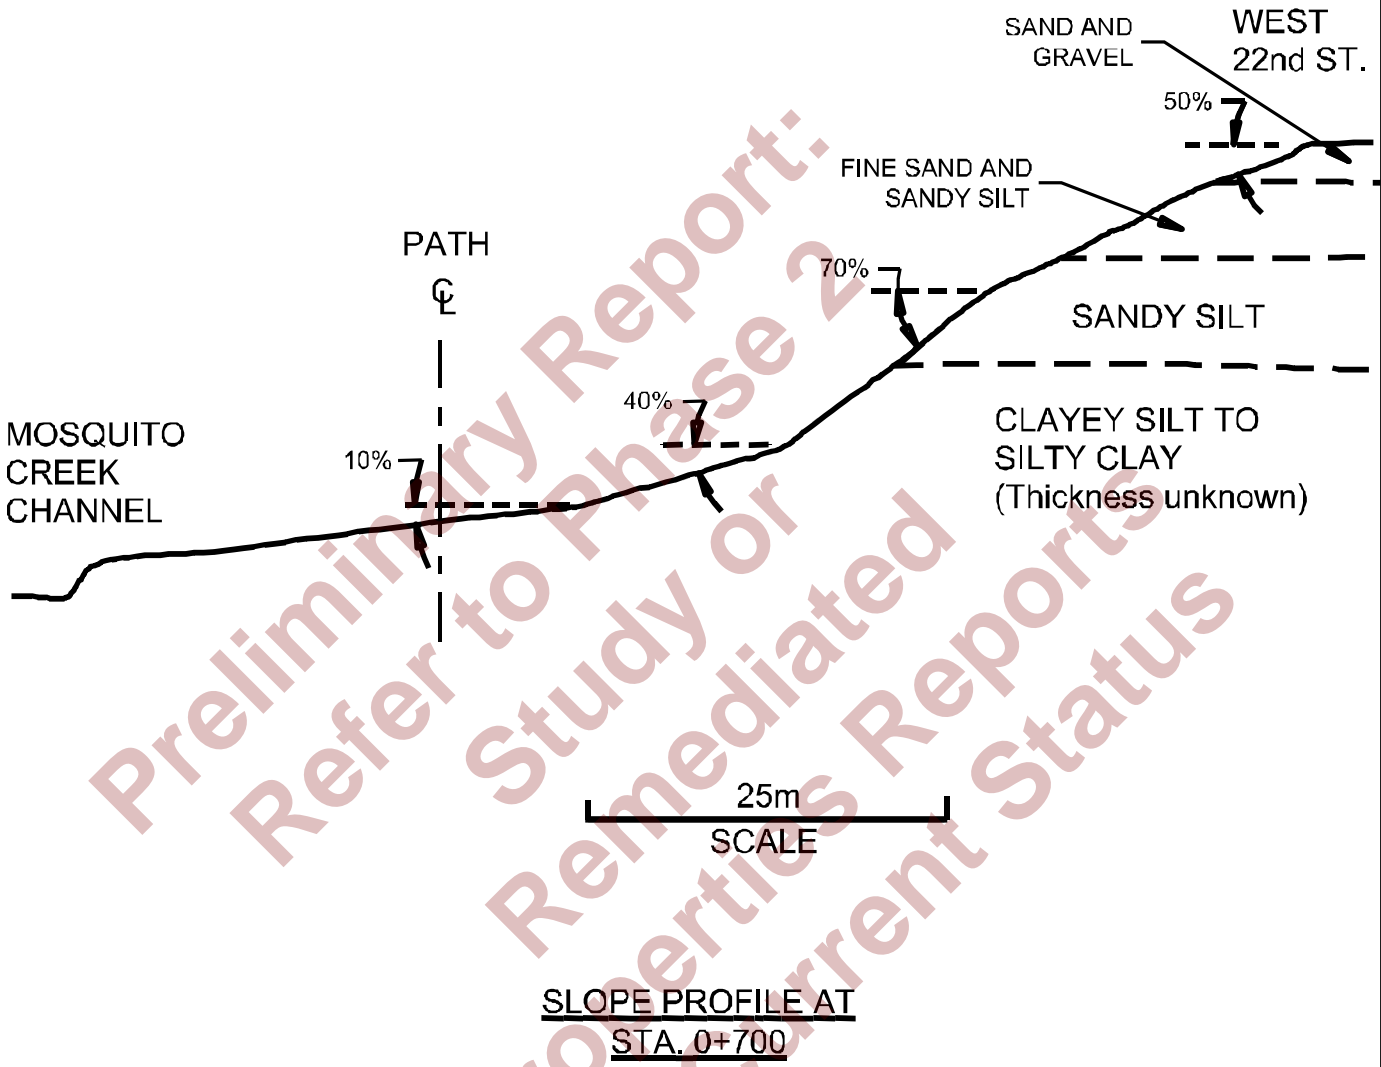 SAND AND
GRAVEL
WEST
22nd ST.
50%
FINE SAND AND
SANDY SILT
PATH
CL
70%
SANDY SILT
40%
MOSQUITO
CREEK
CHANNEL
10%
CLAYEY SILT TO
SILTY CLAY
(Thickness unknown)
25m
SCALE
SLOPE PROFILE AT
STA. 0+700
Preliminary Report:
Refer to Phase 2
Study or
Remediated
Properties Reports
Current Status